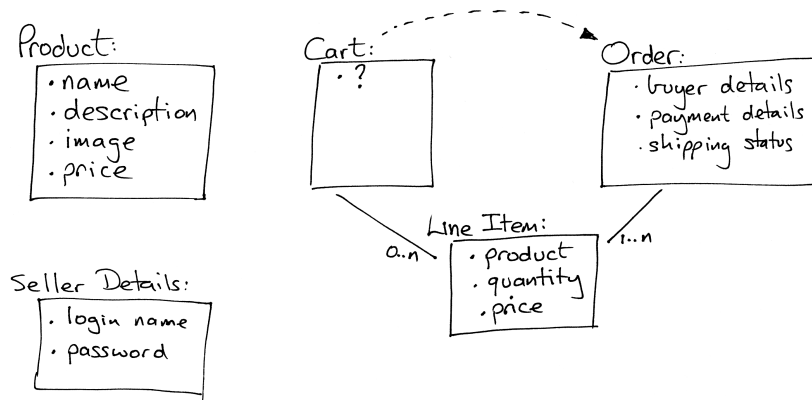 Product:
· name
· description
· image
· price
Cart:
· ?
Order:
· buyer details
· payment details
· shipping status
Line Item:
· product
· quantity
· price
0..n
1..n
Seller Details:
· login name
· password